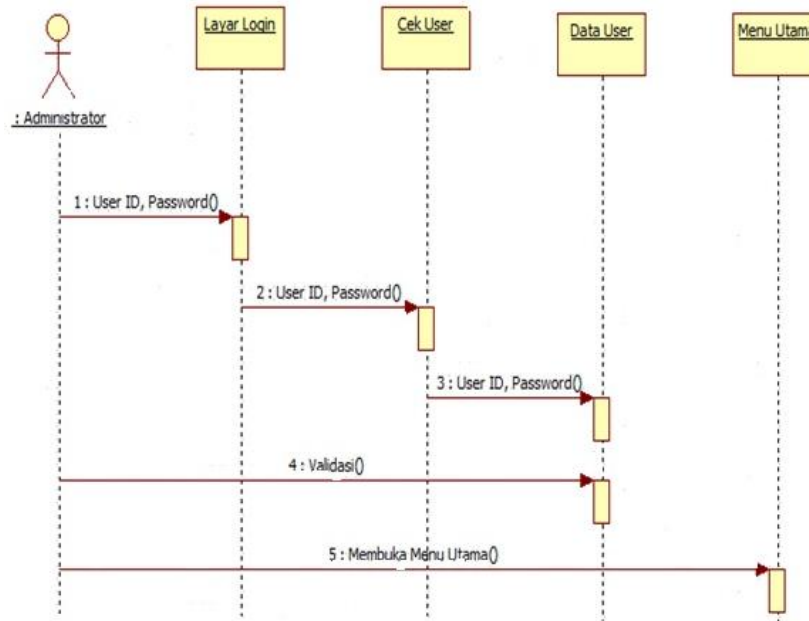 Layar Login
Cek User
Data User
Menu Utama
: Administrator
1 : User ID, Password()
2 : User ID, Password()
3 : User ID, Password()
4 : Validasi()
5 : Membuka Menu Utama()